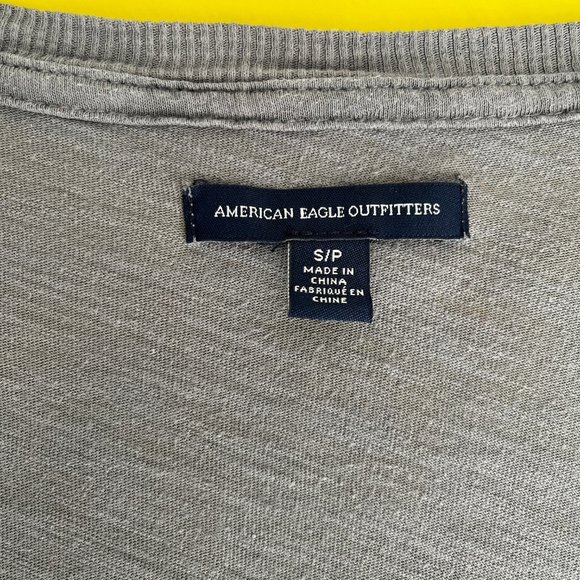 AMERICAN EAGLE OUTFITTERS
S/P
MADE IN
CHINA
FABRIQUÉ EN
CHINE